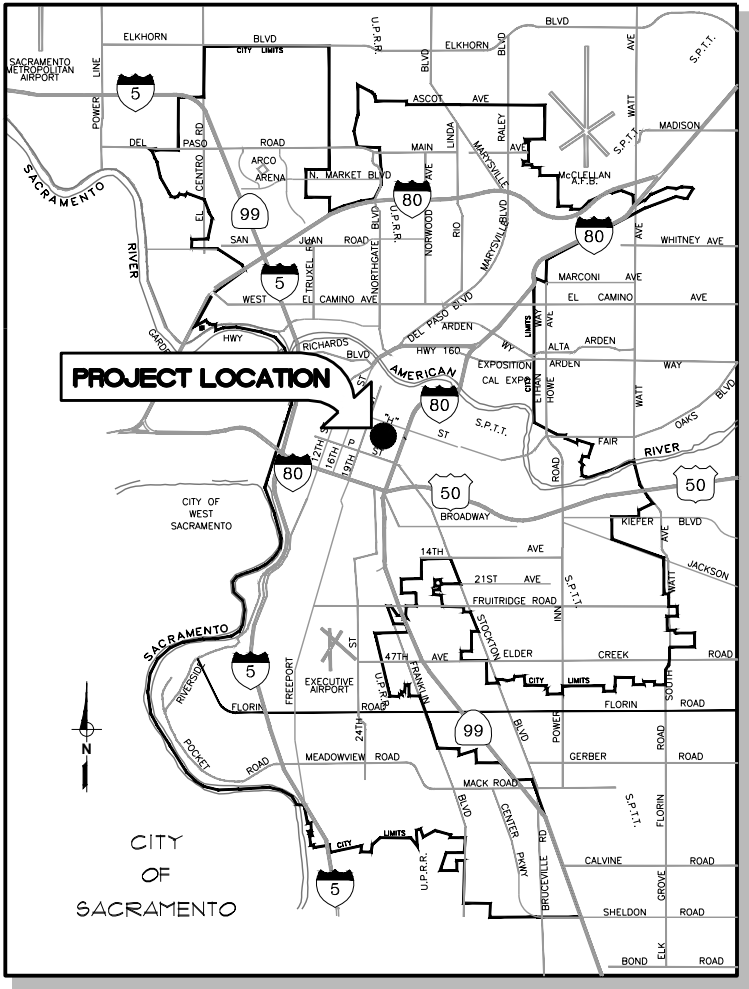 BLVD
ELKHORN BLVD
CITY LIMITS
U.P.R.R.
BLVD
ELKHORN
BLVD
AVE
S.P.T.T.
SACRAMENTO
METROPOLITAN
AIRPORT
POWER LINE
5
ASCOT AVE
LINDA
RALEY
WATT
MADISON
DEL PASO ROAD
MAIN AVE
MARYSVILLE
S.P.T.T.
ARCO
ARENA
N. MARKET BLVD
EL CENTRO RD
McCLELLAN
A.F.B.
SACRAMENTO
RIVER
80
99
BLVD
U.P.R.R.
AVE
NORWOOD
RIO
MARYSVILLE BLVD
80
AVE
SAN JUAN ROAD
WHITNEY AVE
TRUXEL R
NORTHGATE
5
MARCONI AVE
WEST EL CAMINO AVE
EL CAMINO AVE
DEL PASO BLVD
LIMITS
WAY
AVE
GARDE
HWY
RICHARDS
BLVD
ARDEN
WY
HWY 160
ALTA ARDEN
EXPOSITION
ARDEN WAY
CAL EXPO
CITY
ETHAN
HOWE
WATT
PROJECT LOCATION
ST
AMERICAN
80
"H"
ST
S.P.T.T.
OAKS
BLVD
FAIR
RIVER
12TH
16TH
19TH
P
ST
80
50
ROAD
50
CITY OF
WEST
SACRAMENTO
BROADWAY
KIEFER BLVD
AVE
14TH AVE
JACKSON
21ST AVE
S.P.T.T.
WATT
FRUITRIDGE ROAD
INN
SACRAMENTO
STOCKTON
ST
47TH AVE
ELDER CREEK ROAD
5
RIVERSIDE
FREEPORT
EXECUTIVE
AIRPORT
U.P.R.R.
FRANKLIN
CITY LIMITS
SOUTH
FLORIN ROAD
FLORIN ROAD
N
24TH
99
BLVD
POWER
ROAD
POCKET
ROAD
MEADOWVIEW ROAD
GERBER ROAD
MACK ROAD
BLVD
CENTER
PKWY
S.P.T.T.
FLORIN
CITY LIMITS
RD
CITY
OF
SACRAMENTO
U.P.R.R.
BRUCEVILLE
CALVINE ROAD
5
GROVE
SHELDON ROAD
ELK
BOND ROAD